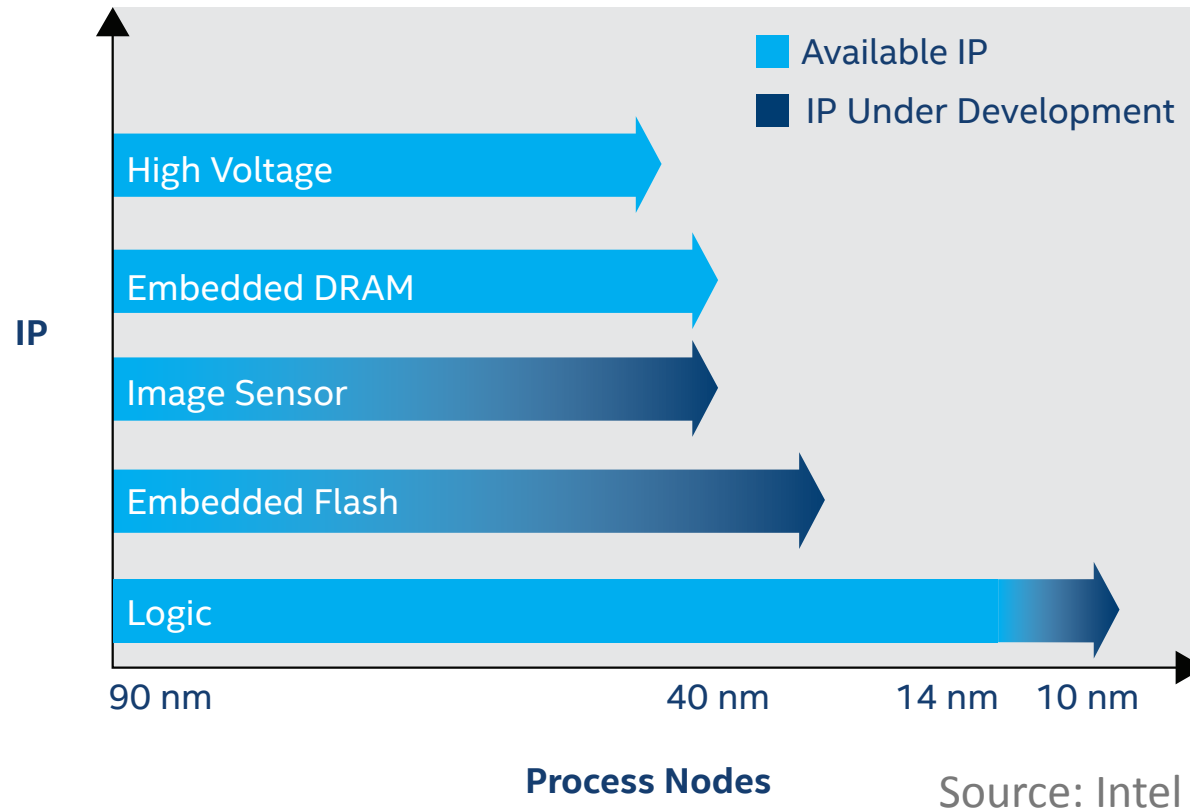 Available IP
IP Under Development
High Voltage
Embedded DRAM
IP
Image Sensor
Embedded Flash
Logic
90 nm 40 nm 14 nm 10 nm
Process Nodes
Source: Intel